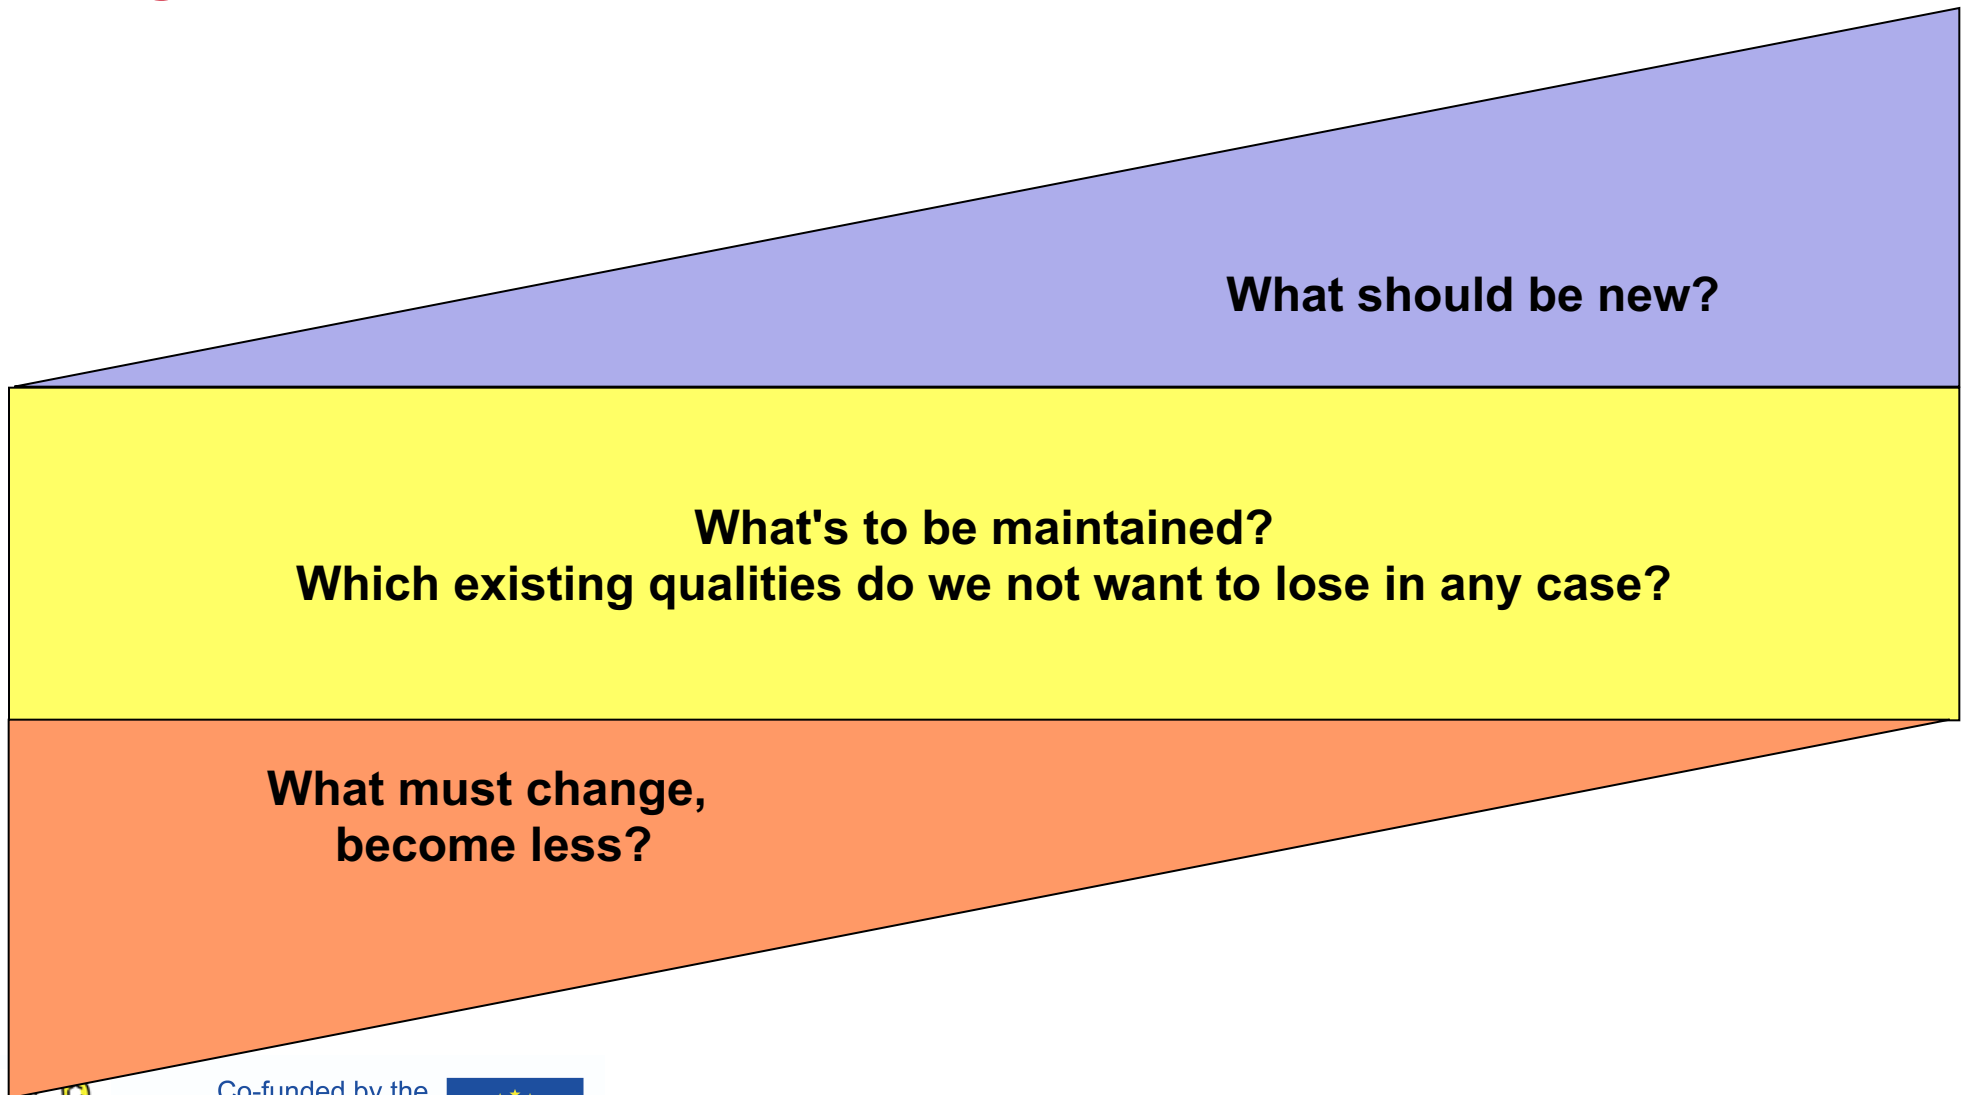 What should be new?
What's to be maintained?
Which existing qualities do we not want to lose in any case?
What must change,
become less?
Co-funded by the